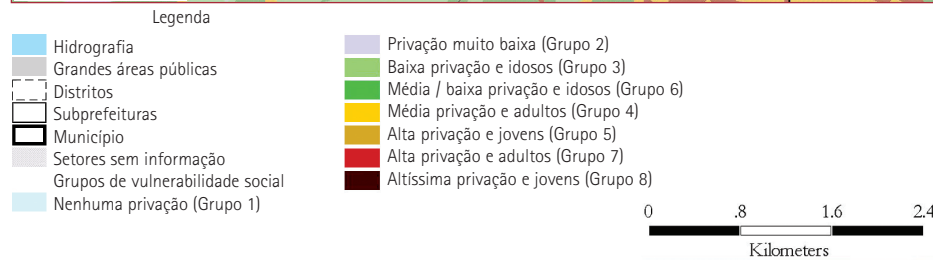 Legenda
Hidrografia
Grandes áreas públicas
Distritos
Subprefeituras
Município
Setores sem informação
Grupos de vulnerabilidade social
Nenhuma privação (Grupo 1)
Privação muito baixa (Grupo 2)
Baixa privação e idosos (Grupo 3)
Média / baixa privação e idosos (Grupo 6)
Média privação e adultos (Grupo 4)
Alta privação e jovens (Grupo 5)
Alta privação e adultos (Grupo 7)
Altíssima privação e jovens (Grupo 8)
0 .8 1.6 2.4
Kilometers